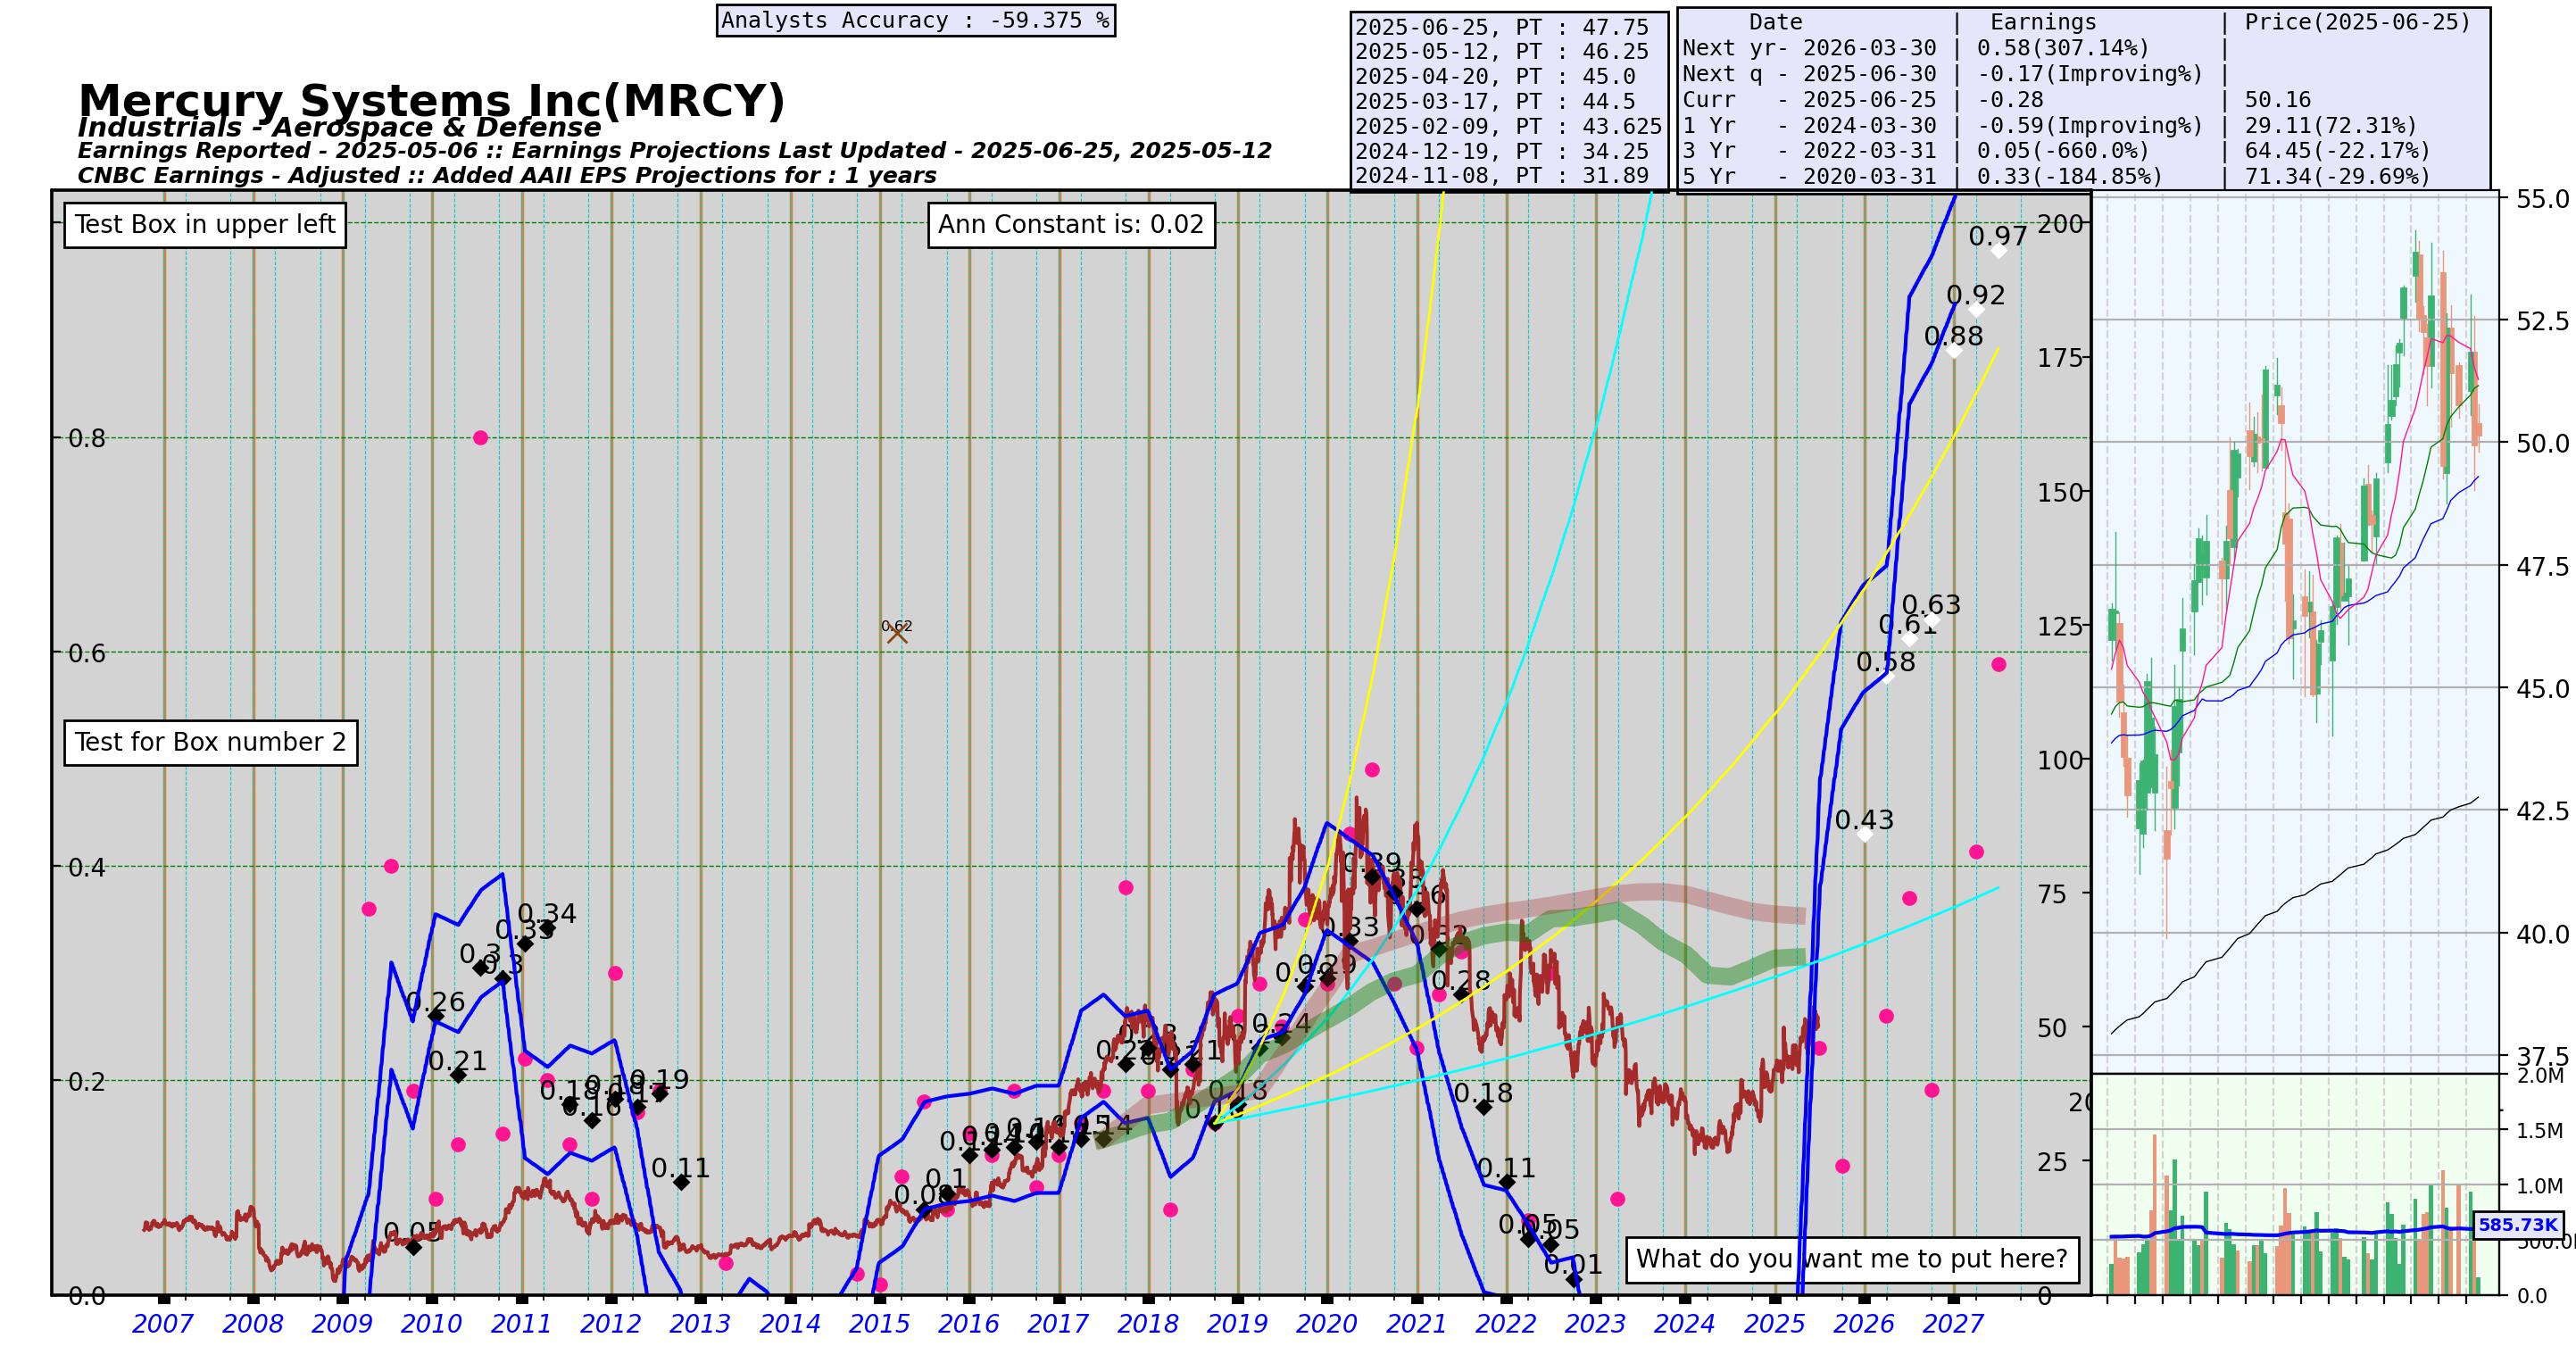 Analysts Accuracy : -59.375 %
Mercury Systems Inc(MRCY)
Industrials - Aerospace & Defense
Earnings Reported - 2025-05-06 :: Earnings Projections Last Updated - 2025-06-25, 2025-05-12
CNBC Earnings - Adjusted :: Added AAII EPS Projections for : 1 years
2025-06-25, PT : 47.75
2025-05-12, PT : 46.25
2025-04-20, PT : 45.0
2025-03-17, PT : 44.5
2025-02-09, PT : 43.625
2024-12-19, PT : 34.25
2024-11-08, PT : 31.89
Date | Earnings | Price(2025-06-25)
Next yr- 2026-03-30 | 0.58(307.14%) |
Next q - 2025-06-30 | -0.17(Improving%) |
Curr - 2025-06-25 | -0.28 | 50.16
1 Yr - 2024-03-30 | -0.59(Improving%) | 29.11(72.31%)
3 Yr - 2022-03-31 | 0.05(-660.0%) | 64.45(-22.17%)
5 Yr - 2020-03-31 | 0.33(-184.85%) | 71.34(-29.69%)
Test Box in upper left
Ann Constant is: 0.02
Test for Box number 2
What do you want me to put here?
0.8
0.6
0.4
0.2
0.0
200
175
150
125
100
75
50
25
0
0.97
0.92
0.88
0.63
0.61
0.58
0.43
0.62
0.34
0.33
0.3
0.3
0.26
0.21
0.05
0.18
0.16
0.19
0.11
0.08
0.1
0.39
0.33
0.29
0.24
0.28
0.18
0.18
0.11
0.05
0.05
0.01
55.0
52.5
50.0
47.5
45.0
42.5
40.0
37.5
2.0M
1.5M
1.0M
585.73K
0.0
2007 2008 2009 2010 2011 2012 2013 2014 2015 2016 2017 2018 2019 2020 2021 2022 2023 2024 2025 2026 2027